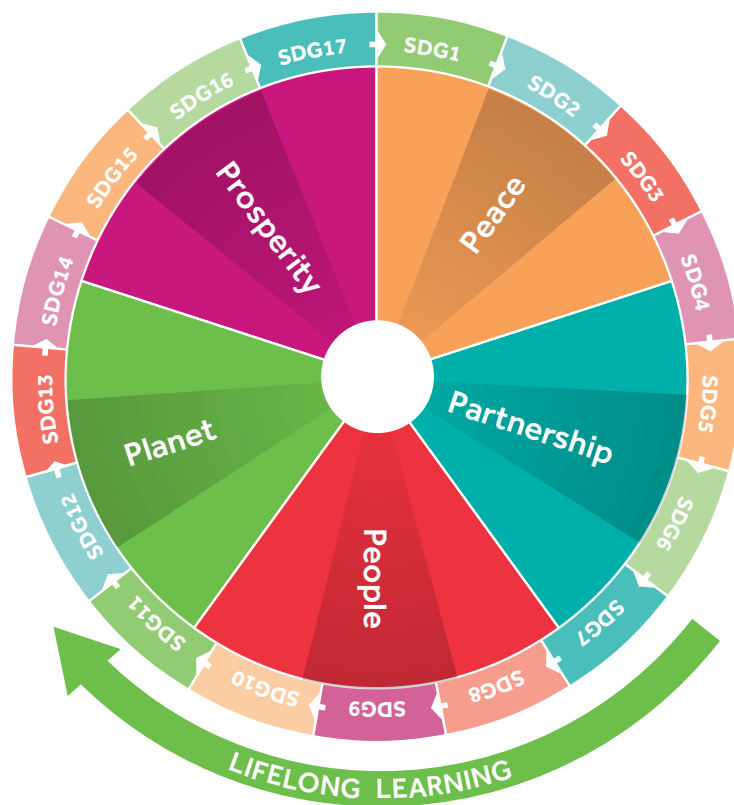 SDG1
SDG2
SDG3
SDG4
SDG5
SDG6
SDG7
SDG8
SDG9
SDG10
SDG11
SDG12
SDG13
SDG14
SDG15
SDG16
SDG17
Peace
Partnership
People
Planet
Prosperity
LIFELONG LEARNING